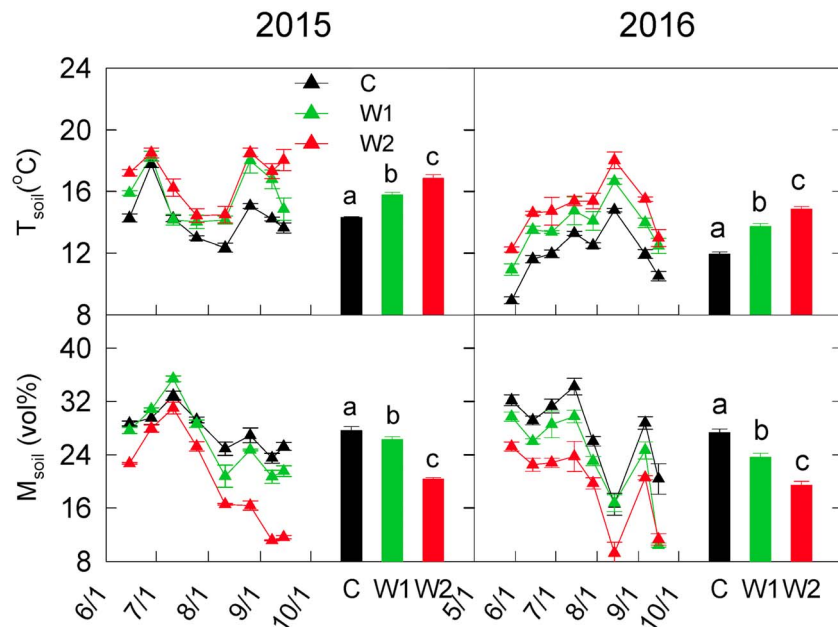 2015 2016
24
20
16
12
8
T_soil(°C)
C
W1
W2
a b c
a b c
40
32
24
16
8
M_soil (vol%)
a b c
a b c
6/1 7/1 8/1 9/1 10/1 C W1 W2 5/1 6/1 7/1 8/1 9/1 10/1 C W1 W2